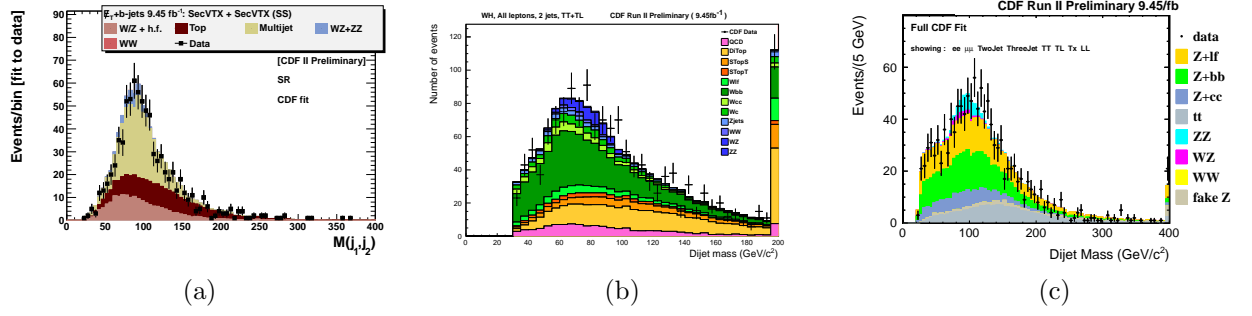 E̸T+b-jets 9.45 fb-1: SecVTX + SecVTX (SS)
W/Z + h.f. Top Multijet WZ+ZZ
WW Data
[CDF II Preliminary]
SR
CDF fit
Events/bin [fit to data]
90
80
70
60
50
40
30
20
10
0
0 50 100 150 200 250 300 350 400
M(j1,j2)
(a)
WH, All leptons, 2 jets, TT+TL CDF Run II Preliminary ( 9.45fb-1)
CDF Data
QCD
DiTop
STopS
STopT
Wlf
Wbb
Wcc
Wc
Zjets
WW
WZ
ZZ
Number of events
120
100
80
60
40
20
0
0 20 40 60 80 100 120 140 160 180 200
Dijet mass (GeV/c2)
(b)
CDF Run II Preliminary 9.45/fb
Full CDF Fit
showing : ee μμ TwoJet ThreeJet TT TL Tx LL
Events/(5 GeV)
60
40
20
0
0 100 200 300 400
Dijet Mass (GeV/c2)
data
Z+lf
Z+bb
Z+cc
tt
ZZ
WZ
WW
fake Z
(c)